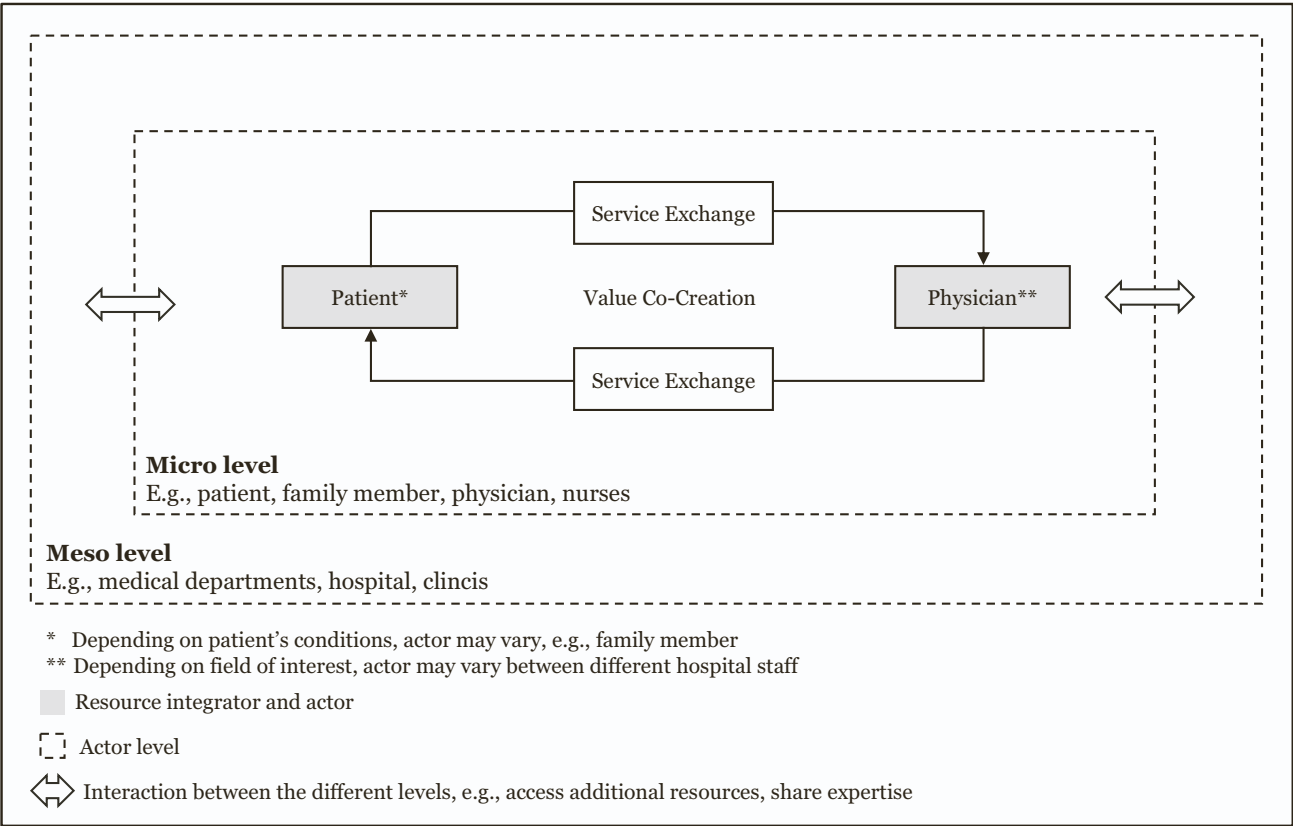 Service Exchange
Patient*
Value Co-Creation
Physician**
Service Exchange
Micro level
E.g., patient, family member, physician, nurses
Meso level
E.g., medical departments, hospital, clincis
* Depending on patient’s conditions, actor may vary, e.g., family member
** Depending on field of interest, actor may vary between different hospital staff
Resource integrator and actor
Actor level
Interaction between the different levels, e.g., access additional resources, share expertise